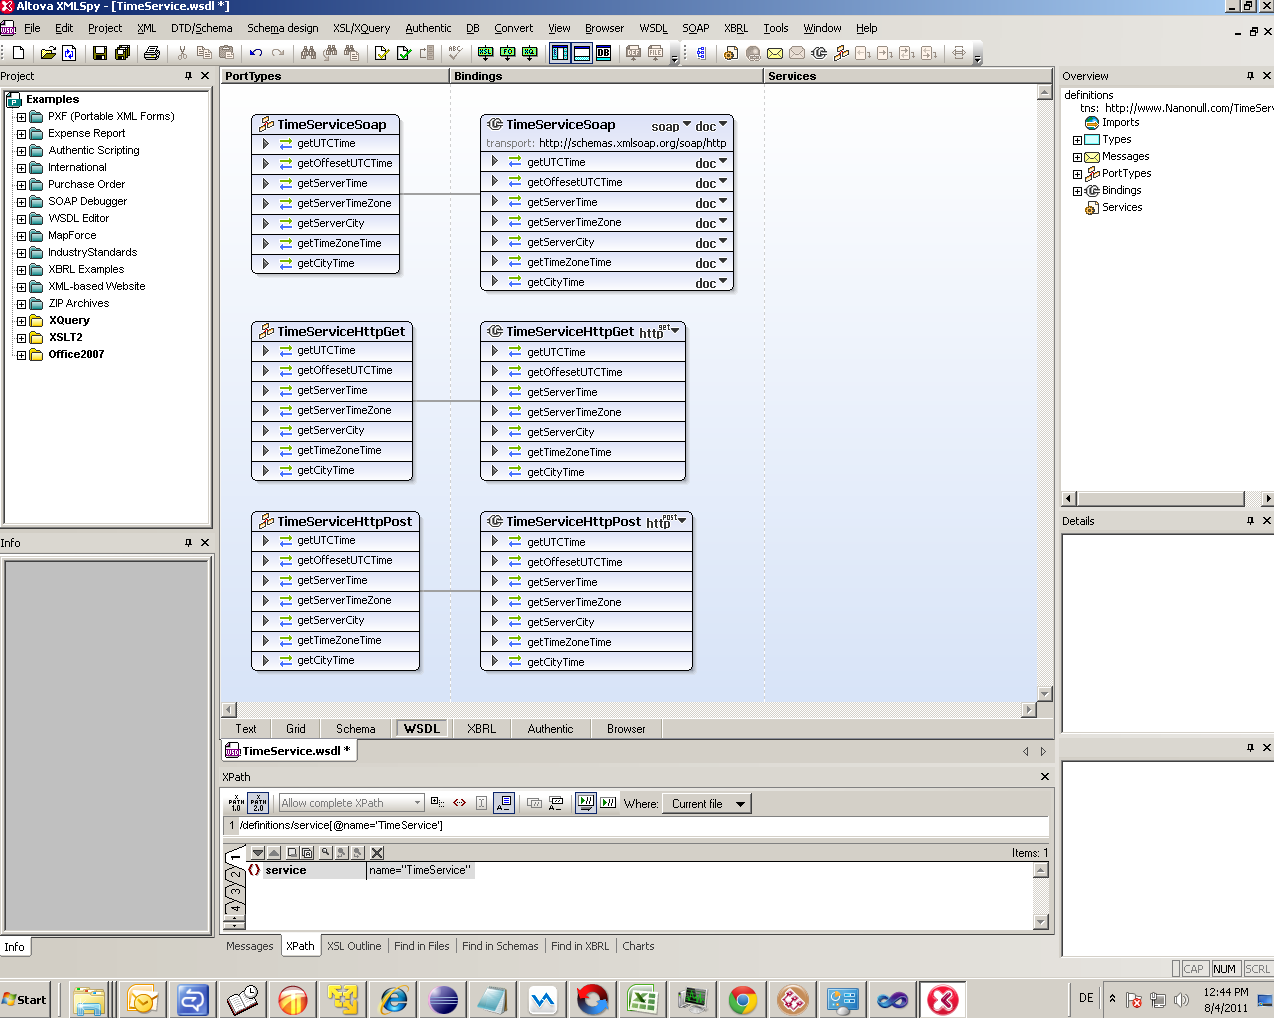 Altova XMLSpy - [TimeService.wsdl *]
File Edit Project XML DTD/Schema Schema design XSL/XQuery Authentic DB Convert View Browser WSDL SOAP XBRL Tools Window Help
Project
Examples
PXF (Portable XML Forms)
Expense Report
Authentic Scripting
International
Purchase Order
SOAP Debugger
WSDL Editor
MapForce
IndustryStandards
XBRL Examples
XML-based Website
ZIP Archives
XQuery
XSLT2
Office2007
Info
Info
PortTypes Bindings Services
TimeServiceSoap
getUTCTime
getOffesetUTCTime
getServerTime
getServerTimeZone
getServerCity
getTimeZoneTime
getCityTime
TimeServiceSoap soap doc
transport: http://schemas.xmlsoap.org/soap/http
getUTCTime doc
getOffesetUTCTime doc
getServerTime doc
getServerTimeZone doc
getServerCity doc
getTimeZoneTime doc
getCityTime doc
TimeServiceHttpGet
getUTCTime
getOffesetUTCTime
getServerTime
getServerTimeZone
getServerCity
getTimeZoneTime
getCityTime
TimeServiceHttpGet http get
getUTCTime
getOffesetUTCTime
getServerTime
getServerTimeZone
getServerCity
getTimeZoneTime
getCityTime
TimeServiceHttpPost
getUTCTime
getOffesetUTCTime
getServerTime
getServerTimeZone
getServerCity
getTimeZoneTime
getCityTime
TimeServiceHttpPost http post
getUTCTime
getOffesetUTCTime
getServerTime
getServerTimeZone
getServerCity
getTimeZoneTime
getCityTime
Text Grid Schema WSDL XBRL Authentic Browser
TimeService.wsdl *
XPath
XPATH 1.0 XPATH 2.0 Allow complete XPath Where: Current file
1 /definitions/service[@name='TimeService']
Items: 1
service name="TimeService"
1
2
3
4
Messages XPath XSL Outline Find in Files Find in Schemas Find in XBRL Charts
Overview
definitions
tns: http://www.Nanonull.com/TimeServ
Imports
Types
Messages
PortTypes
Bindings
Services
Details
CAP NUM SCRL
Start
DE
12:44 PM
8/4/2011